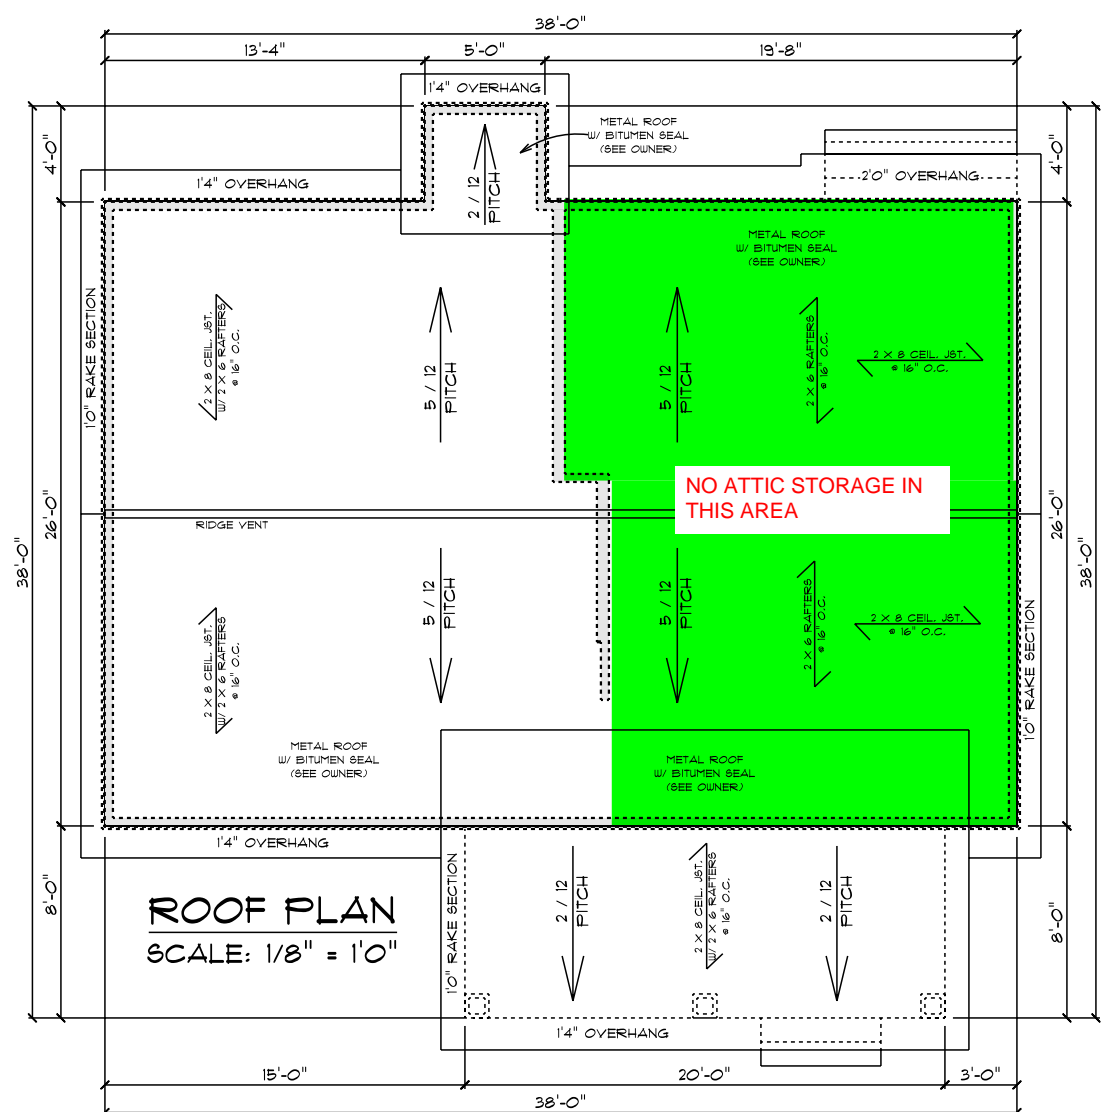 38'-0"
13'-4"
5'-0"
19'-8"
1'4" OVERHANG
METAL ROOF
W/ BITUMEN SEAL
(SEE OWNER)
4'-0"
4'-0"
1'4" OVERHANG
2'0" OVERHANG
2 / 12
PITCH
METAL ROOF
W/ BITUMEN SEAL
(SEE OWNER)
1'0" RAKE SECTION
2 X 8 CEIL. JST.
W/ 2 X 6 RAFTERS
@ 16" O.C.
5 / 12
PITCH
5 / 12
PITCH
2 X 6 RAFTERS
@ 16" O.C.
2 X 8 CEIL. JST.
@ 16" O.C.
NO ATTIC STORAGE IN
THIS AREA
RIDGE VENT
38'-0"
26'-0"
26'-0"
38'-0"
2 X 8 CEIL. JST.
W/ 2 X 6 RAFTERS
@ 16" O.C.
5 / 12
PITCH
5 / 12
PITCH
2 X 6 RAFTERS
@ 16" O.C.
2 X 8 CEIL. JST.
@ 16" O.C.
1'0" RAKE SECTION
METAL ROOF
W/ BITUMEN SEAL
(SEE OWNER)
METAL ROOF
W/ BITUMEN SEAL
(SEE OWNER)
1'4" OVERHANG
8'-0"
ROOF PLAN
SCALE: 1/8" = 1'0"
1'0" RAKE SECTION
2 / 12
PITCH
2 X 8 CEIL. JST.
W/ 2 X 6 RAFTERS
@ 16" O.C.
2 / 12
PITCH
8'-0"
1'4" OVERHANG
15'-0"
20'-0"
3'-0"
38'-0"